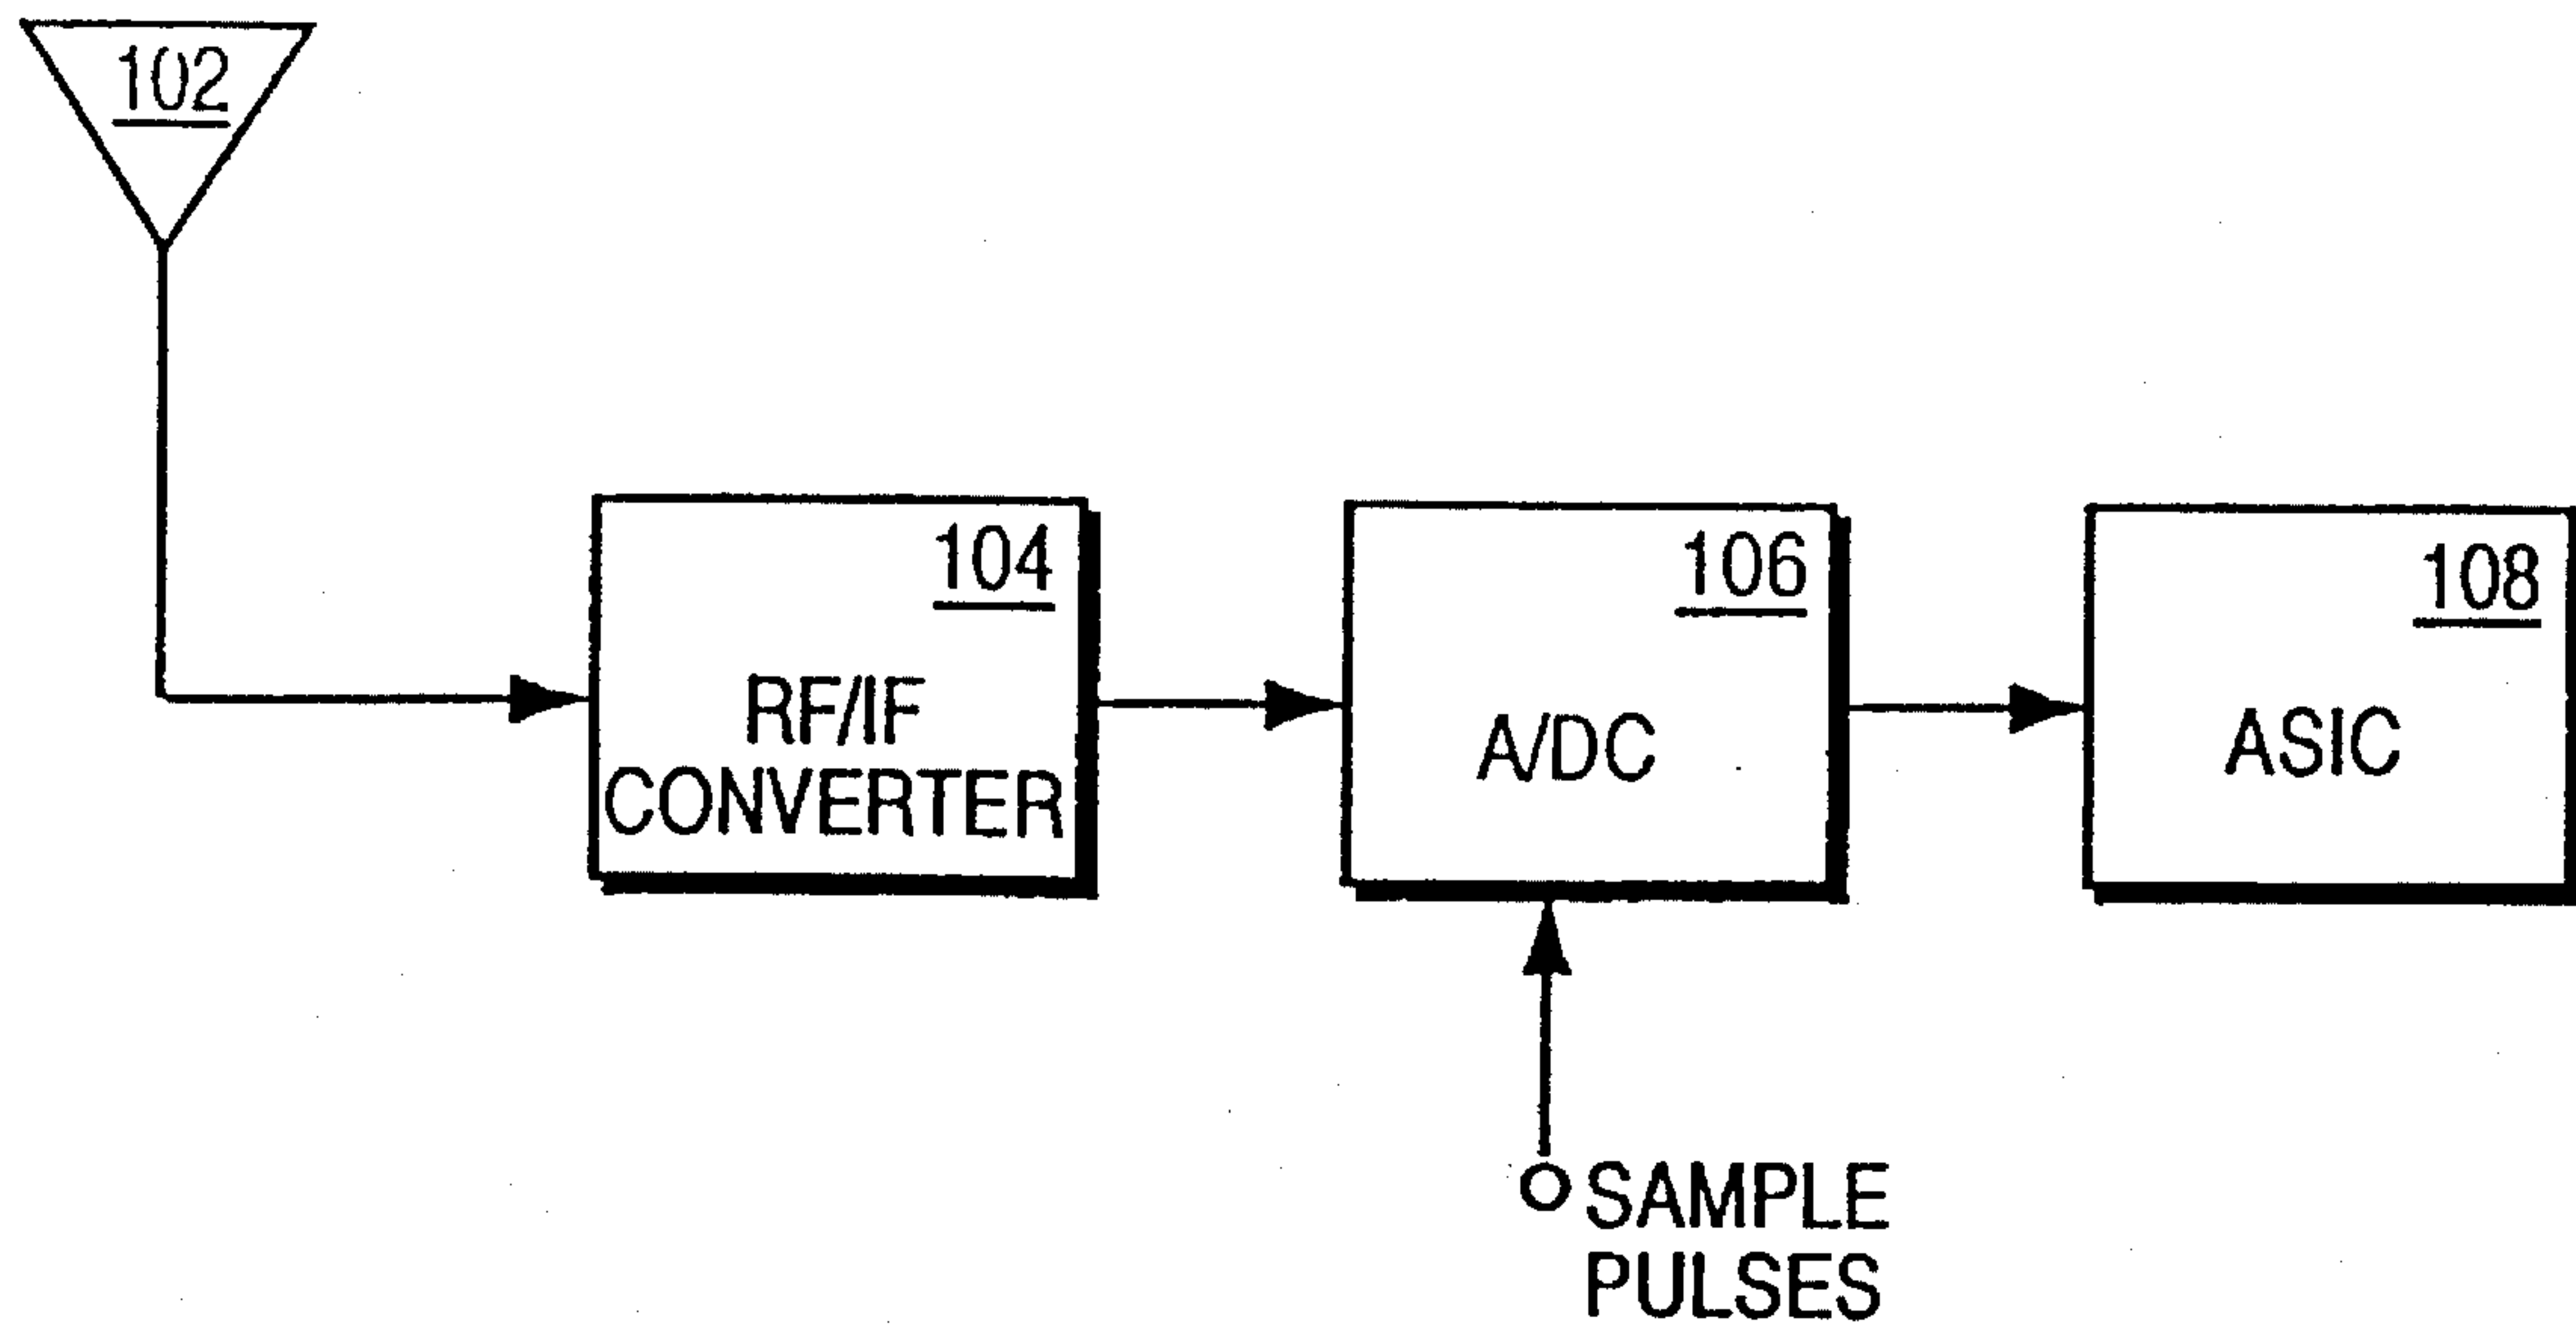 102
104
RF/IF
CONVERTER
106
A/DC
108
ASIC
SAMPLE
PULSES